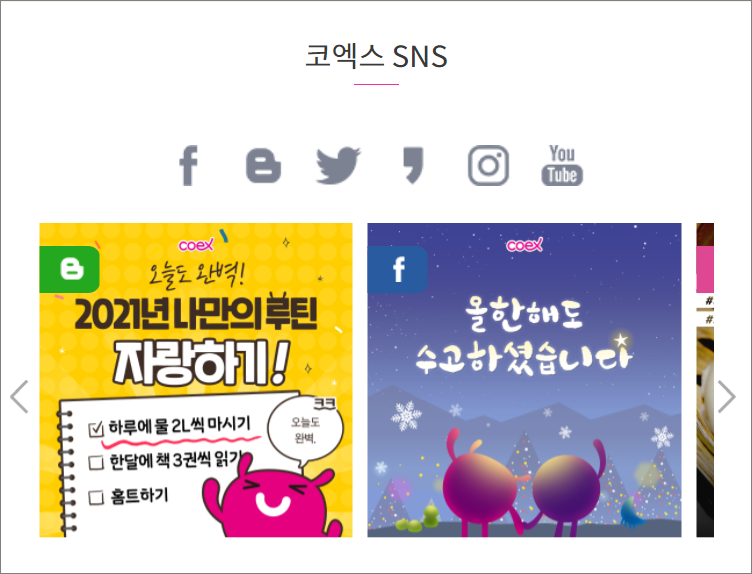 코엑스 SNS
You
Tube
coex
오늘도 완벽!
2021년 나만의 루틴
자랑하기!
하루에 물 2L씩 마시기
한달에 책 3권씩 읽기
홈트하기
ㅋㅋ
오늘도
완벽.
coex
올한해도
수고하셨습니다
#
#